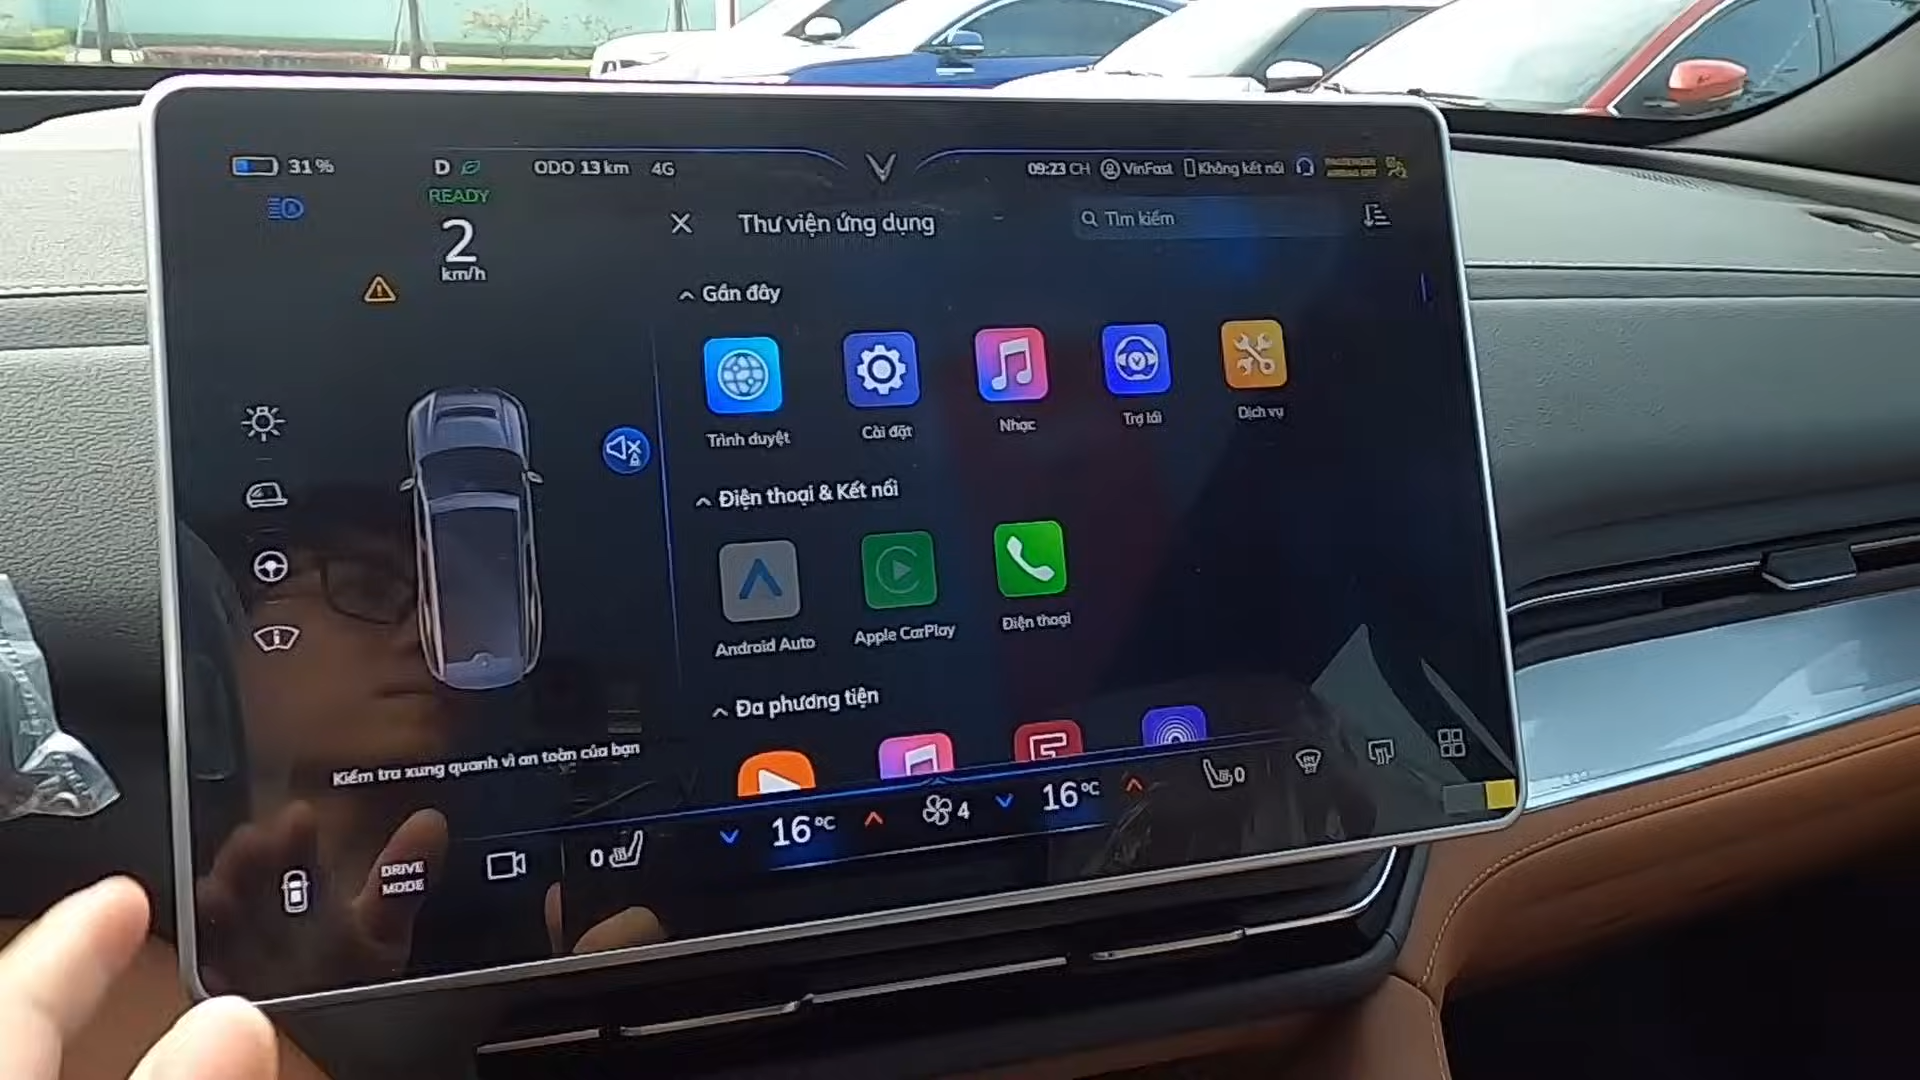 31% D ODO 13 km 4G 09:23 CH VinFast Không kết nối PASSENGER
AIRBAG OFF
READY
2
km/h
Thư viện ứng dụng Tìm kiếm
Gần đây
Trình duyệt Cài đặt Nhạc Trợ lái Dịch vụ
Điện thoại & Kết nối
Android Auto Apple CarPlay Điện thoại
Đa phương tiện
Kiểm tra xung quanh vì an toàn của bạn
DRIVE
MODE
0 16°C 4 16°C 0